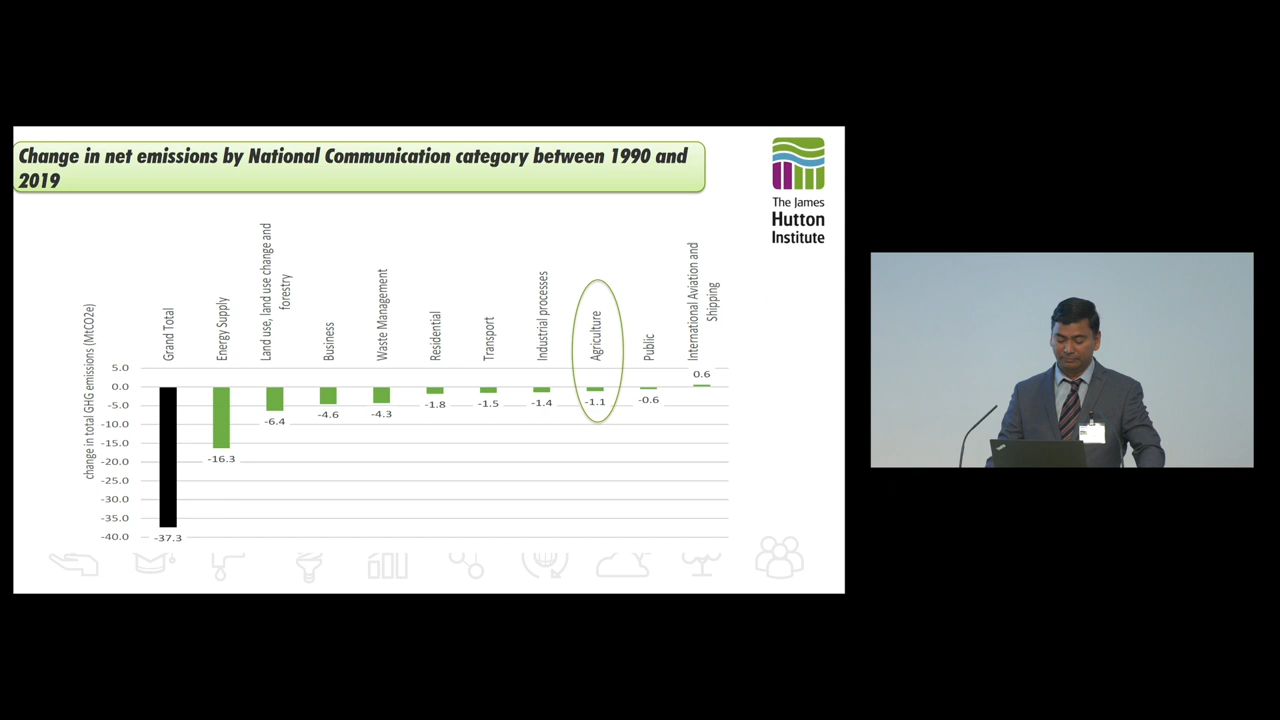 Change in net emissions by National Communication category between 1990 and
2019
The James
Hutton
Institute
change in total GHG emissions (MtCO2e)
Grand Total
Energy Supply
Land use, land use change and
forestry
Business
Waste Management
Residential
Transport
Industrial processes
Agriculture
Public
International Aviation and
Shipping
5.0
0.0
-5.0
-10.0
-15.0
-20.0
-25.0
-30.0
-35.0
-40.0
-37.3
-16.3
-6.4
-4.6
-4.3
-1.8
-1.5
-1.4
-1.1
-0.6
0.6